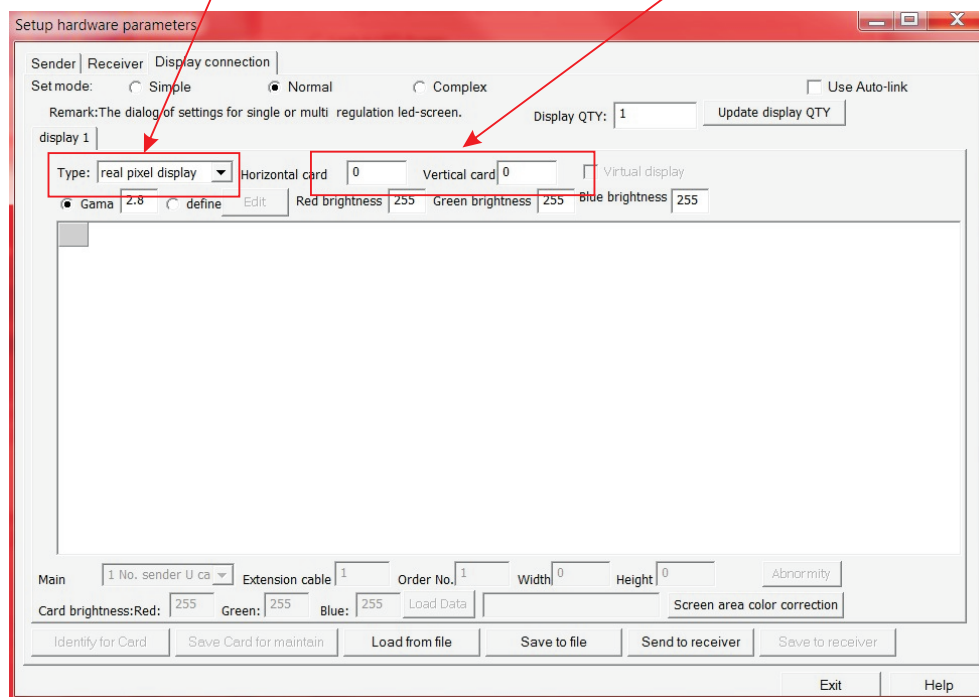 Setup hardware parameters
Sender Receiver Display connection
Set mode: Simple Normal Complex Use Auto-link
Remark:The dialog of settings for single or multi regulation led-screen. Display QTY: 1 Update display QTY
display 1
Type: real pixel display Horizontal card 0 Vertical card 0 Virtual display
Gama 2.8 define Edit Red brightness 255 Green brightness 255 Blue brightness 255
Main 1 No. sender U ca Extension cable 1 Order No. 1 Width 0 Height 0 Abnormity
Card brightness:Red: 255 Green: 255 Blue: 255 Load Data Screen area color correction
Identify for Card Save Card for maintain Load from file Save to file Send to receiver Save to receiver
Exit Help